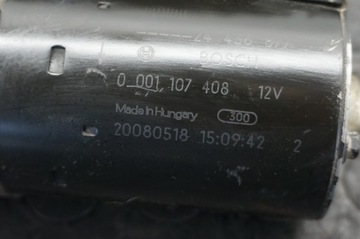 BOSCH
0 001 107 408 12V
Made in Hungary 300
20080518 15:09:42 2